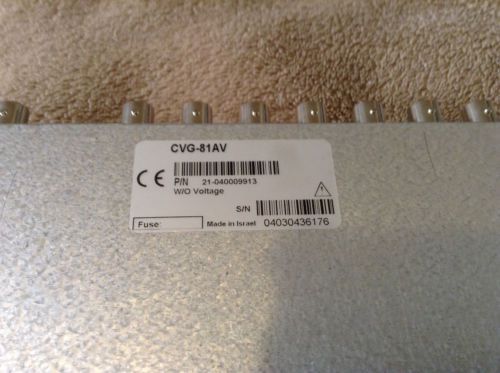 CVG-81AV
CE
P/N 21-040009913
W/O Voltage
S/N
Fuse:
Made in Israel 04030436176